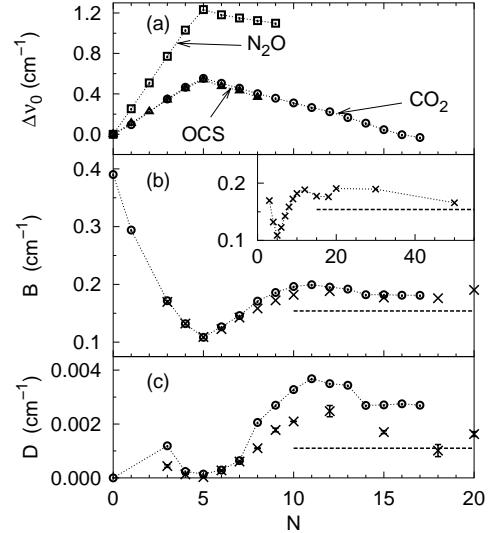 (a)
Δν₀ (cm⁻¹)
1.2
0.8
0.4
0.0
N₂O
OCS
CO₂
(b)
B (cm⁻¹)
0.4
0.3
0.2
0.1
0.2
0.1
0 20 40
(c)
D (cm⁻¹)
0.004
0.002
0.000
0 5 10 15 20
N